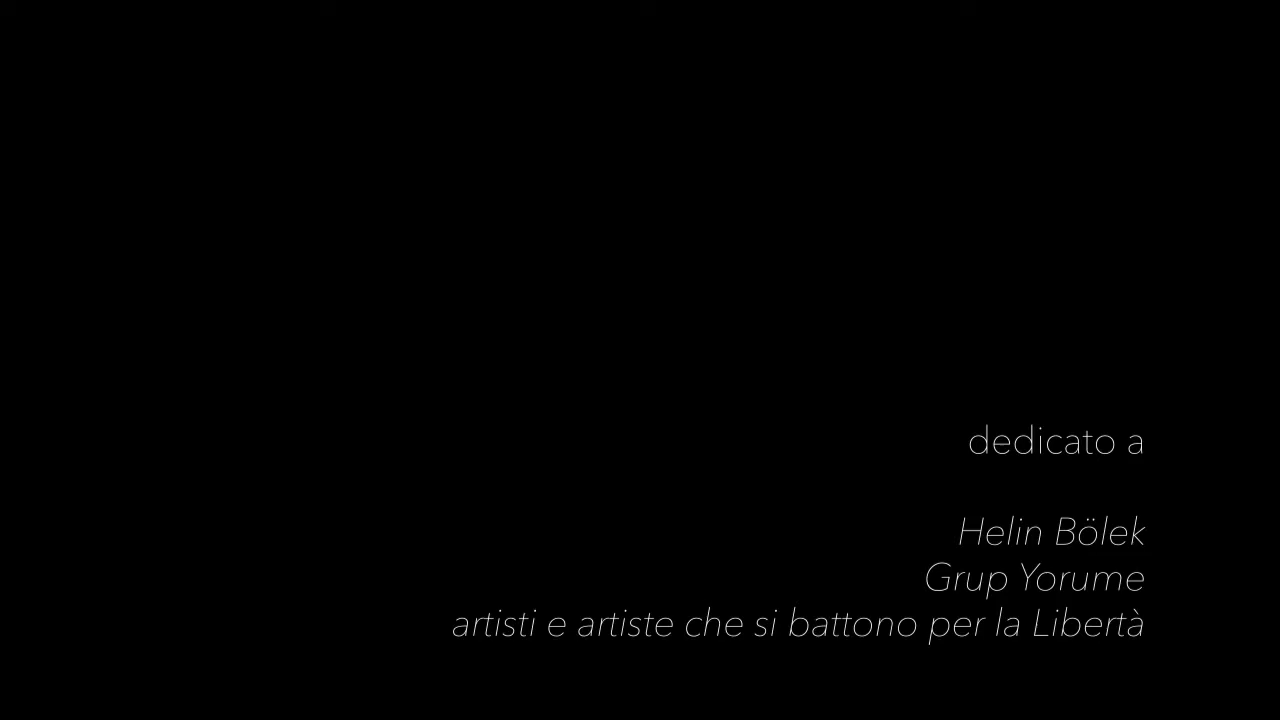 dedicato a
Helin Bölek
Grup Yorume
artisti e artiste che si battono per la Libertà